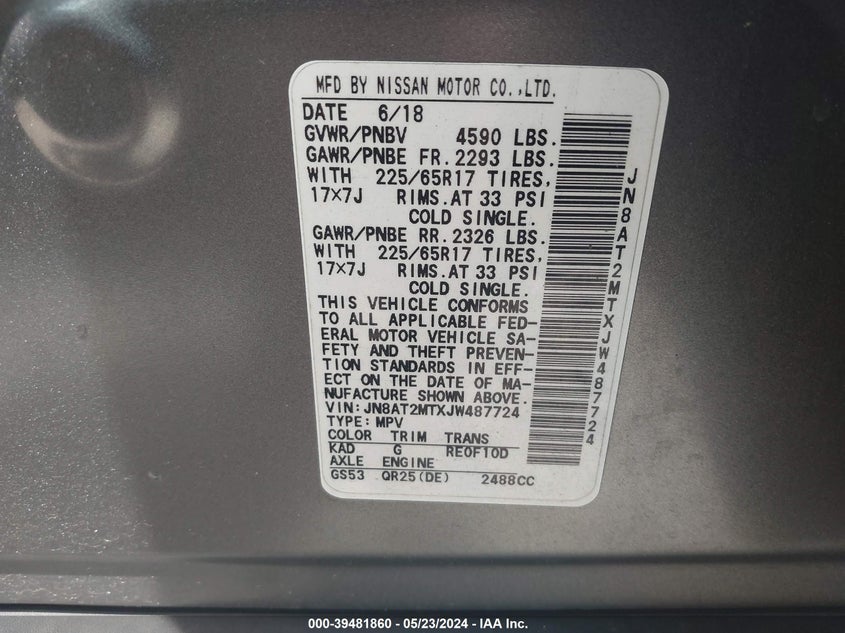 MFD BY NISSAN MOTOR CO.,LTD.
DATE 6/18
GVWR/PNBV 4590 LBS.
GAWR/PNBE FR. 2293 LBS.
WITH 225/65R17 TIRES,
17×7J RIMS.AT 33 PSI
COLD SINGLE.
GAWR/PNBE RR. 2326 LBS.
WITH 225/65R17 TIRES,
17×7J RIMS.AT 33 PSI
COLD SINGLE.
THIS VEHICLE CONFORMS
TO ALL APPLICABLE FED-
ERAL MOTOR VEHICLE SA-
FETY AND THEFT PREVEN-
TION STANDARDS IN EFF-
ECT ON THE DATE OF MA-
NUFACTURE SHOWN ABOVE.
VIN:JN8AT2MTXJW487724
TYPE: MPV
COLOR TRIM TRANS
KAD G RE0F10D
AXLE ENGINE
GS53 QR25(DE) 2488CC
JN8AT2MTXJW487724
000-39481860 - 05/23/2024 - IAA Inc.